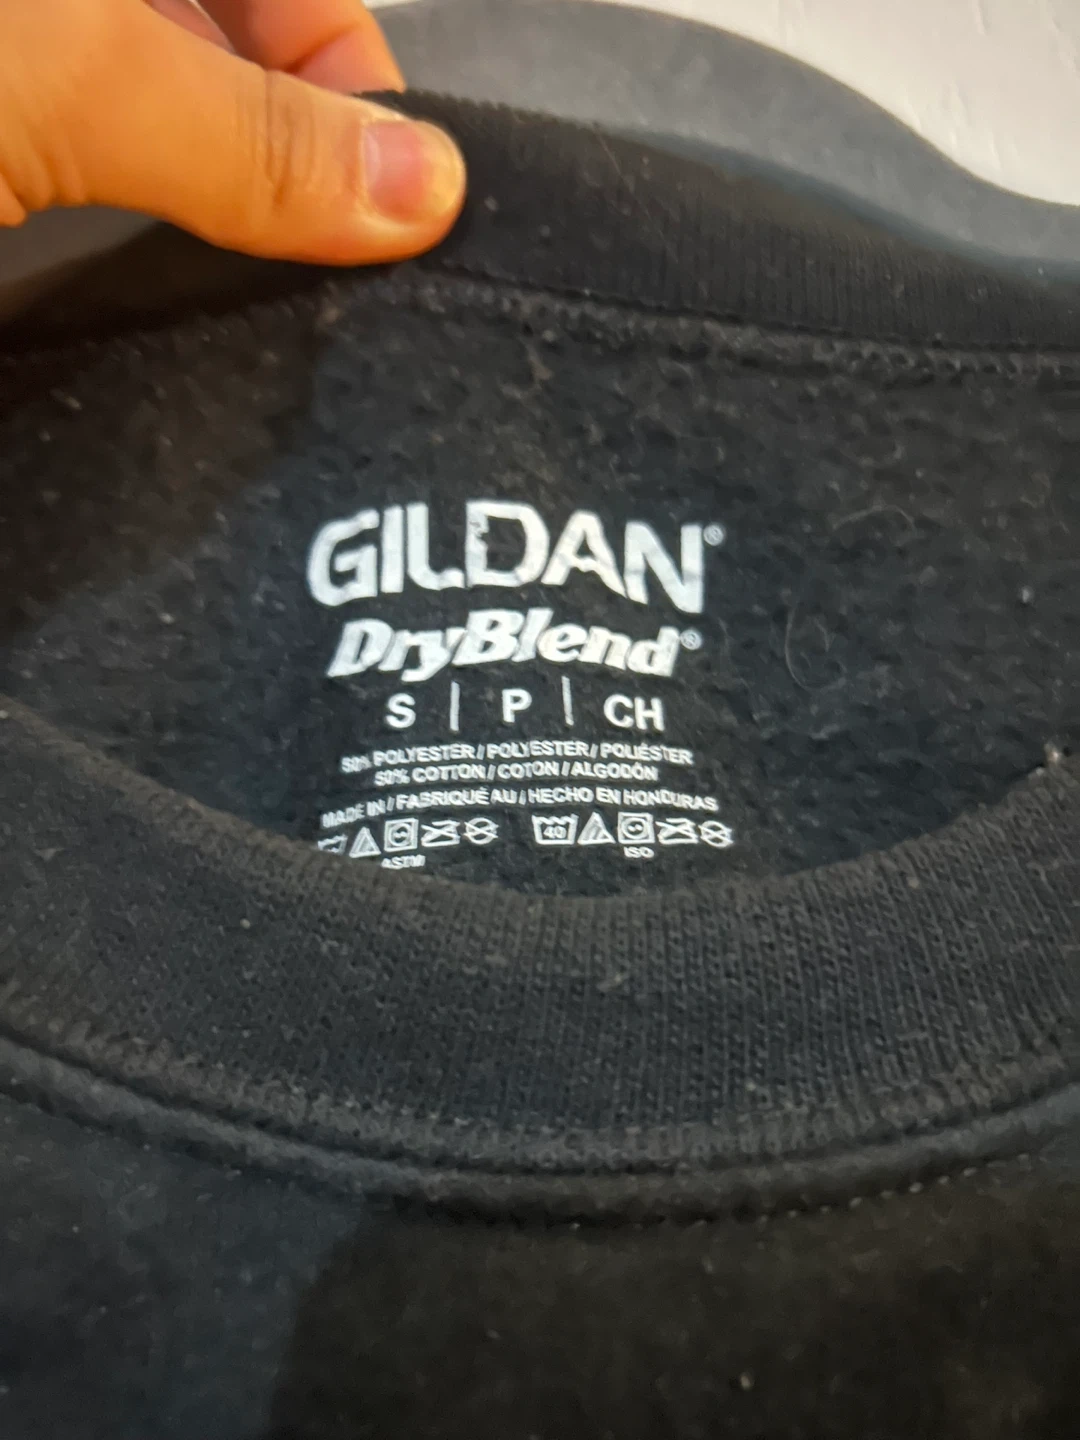 GILDAN®
DryBlend®
S | P | CH
50% POLYESTER / POLYESTER / POLIÉSTER
50% COTTON / COTON / ALGODÓN
MADE IN / FABRIQUÉ AU / HECHO EN HONDURAS
40
ASTM ISO